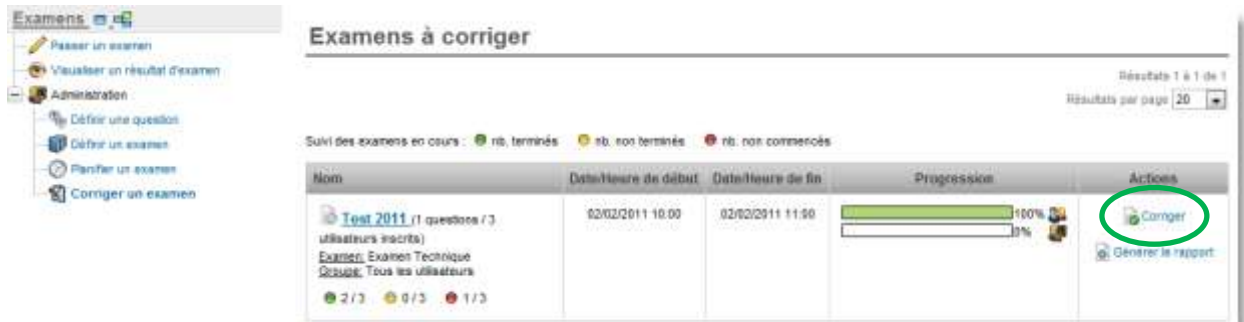 Examens
Passer un examen
Visualiser un résultat d'examen
Administration
Définir une question
Définir un examen
Planifier un examen
Corriger un examen
Examens à corriger
Résultats 1 à 1 de 1
Résultats par page 20
Suivi des examens en cours : nb. terminés nb. non terminés nb. non commencés
Nom Date/Heure de début Date/Heure de fin Progression Actions
Test 2011 (1 questions / 3
utilisateurs inscrits)
Examen: Examen Technique
Groupe: Tous les utilisateurs
2/3 0/3 1/3
02/02/2011 10:00 02/02/2011 11:00
100%
0%
Corriger
Générer le rapport